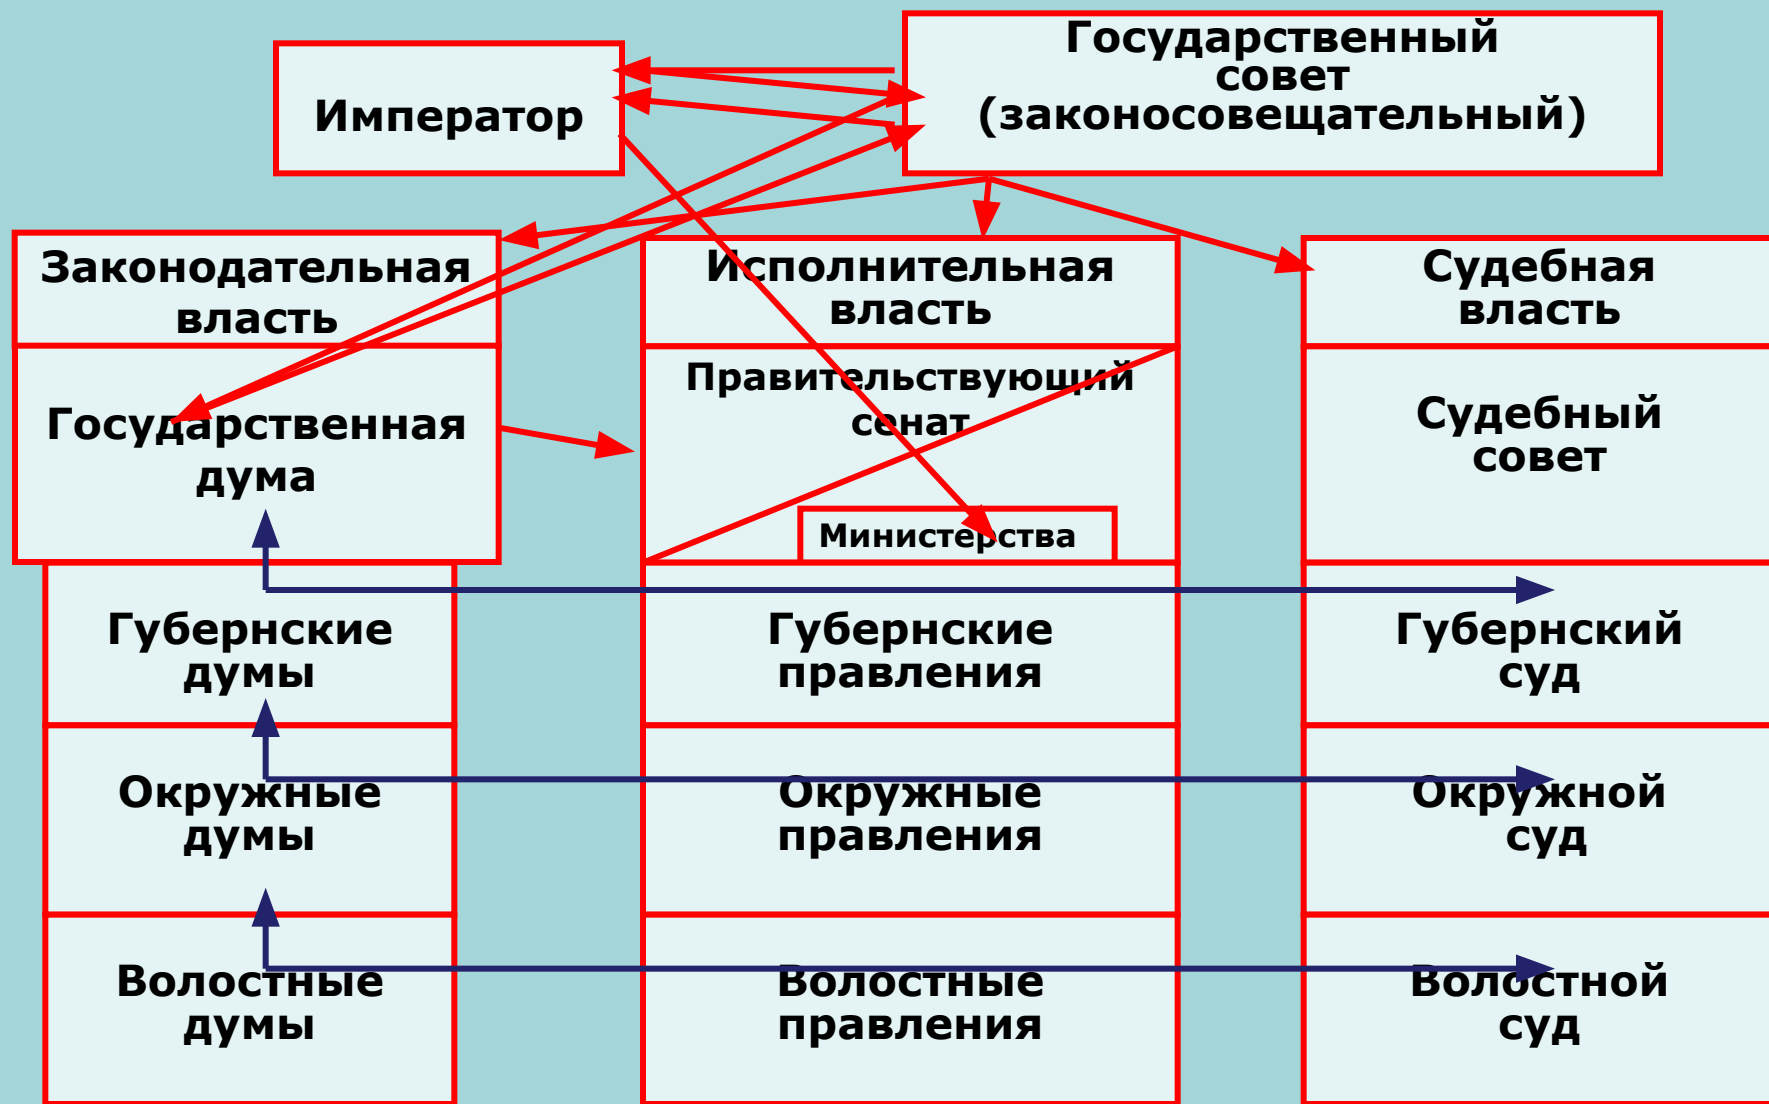 Император
Государственный
совет
(законосовещательный)
Законодательная
власть
Государственная
дума
Губернские
думы
Окружные
думы
Волостные
думы
Исполнительная
власть
Правительствующий
сенат
Министерства
Губернские
правления
Окружные
правления
Волостные
правления
Судебная
власть
Судебный
совет
Губернский
суд
Окружной
суд
Волостной
суд